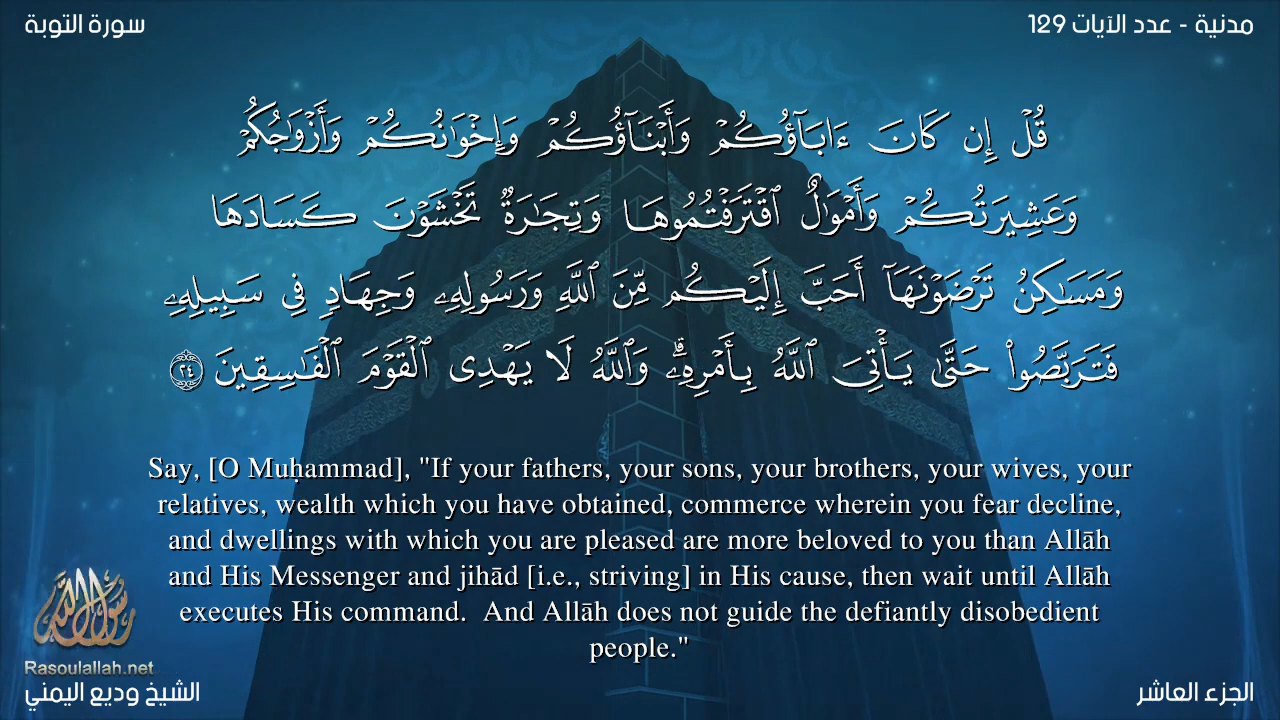 مدنية - عدد الآيات 129
سورة التوبة
قُلْ إِن كَانَ ءَابَآؤُكُمْ وَأَبْنَآؤُكُمْ وَإِخْوَٰنُكُمْ وَأَزْوَٰجُكُمْ
وَعَشِيرَتُكُمْ وَأَمْوَٰلٌ ٱقْتَرَفْتُمُوهَا وَتِجَـٰرَةٌ تَخْشَوْنَ كَسَادَهَا
وَمَسَـٰكِنُ تَرْضَوْنَهَآ أَحَبَّ إِلَيْكُم مِّنَ ٱللَّهِ وَرَسُولِهِۦ وَجِهَادٍ فِى سَبِيلِهِۦ
فَتَرَبَّصُوا۟ حَتَّىٰ يَأْتِىَ ٱللَّهُ بِأَمْرِهِۦ ۗ وَٱللَّهُ لَا يَهْدِى ٱلْقَوْمَ ٱلْفَـٰسِقِينَ ٢٤
Say, [O Muḥammad], "If your fathers, your sons, your brothers, your wives, your
relatives, wealth which you have obtained, commerce wherein you fear decline,
and dwellings with which you are pleased are more beloved to you than Allāh
and His Messenger and jihād [i.e., striving] in His cause, then wait until Allāh
executes His command.  And Allāh does not guide the defiantly disobedient
people."
رسول الله
Rasoulallah.net
الشيخ وديع اليمني
الجزء العاشر